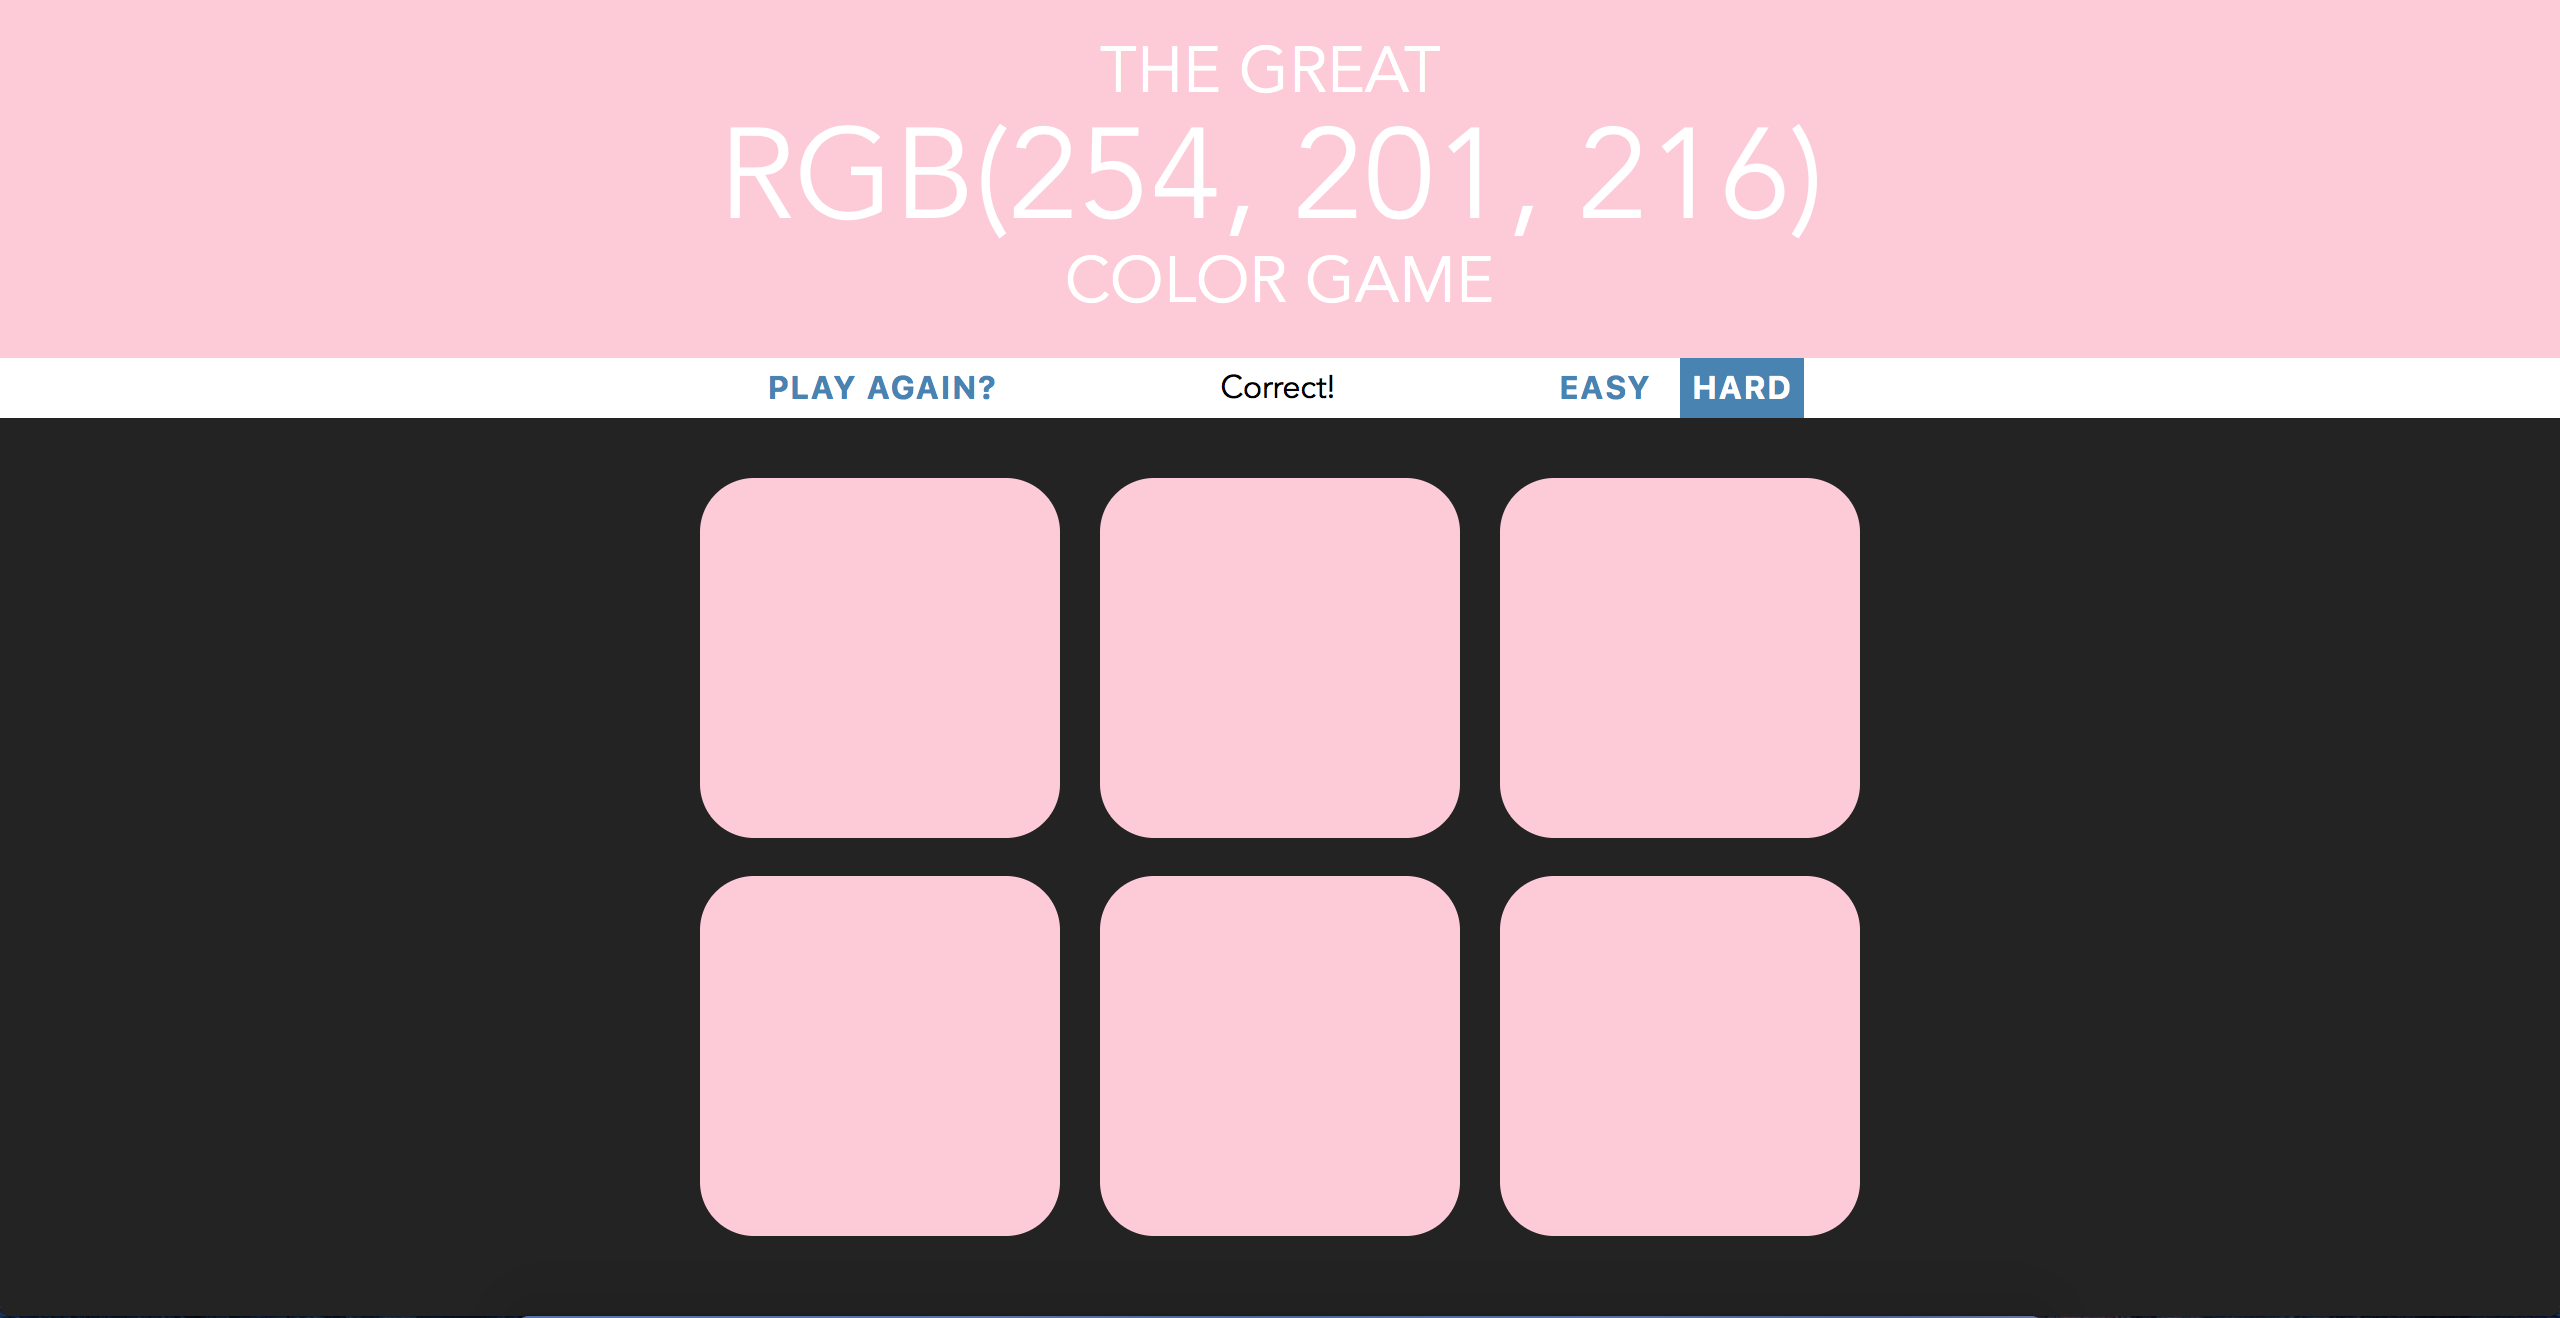 THE GREAT
RGB(254, 201, 216)
COLOR GAME
PLAY AGAIN? Correct! EASY HARD